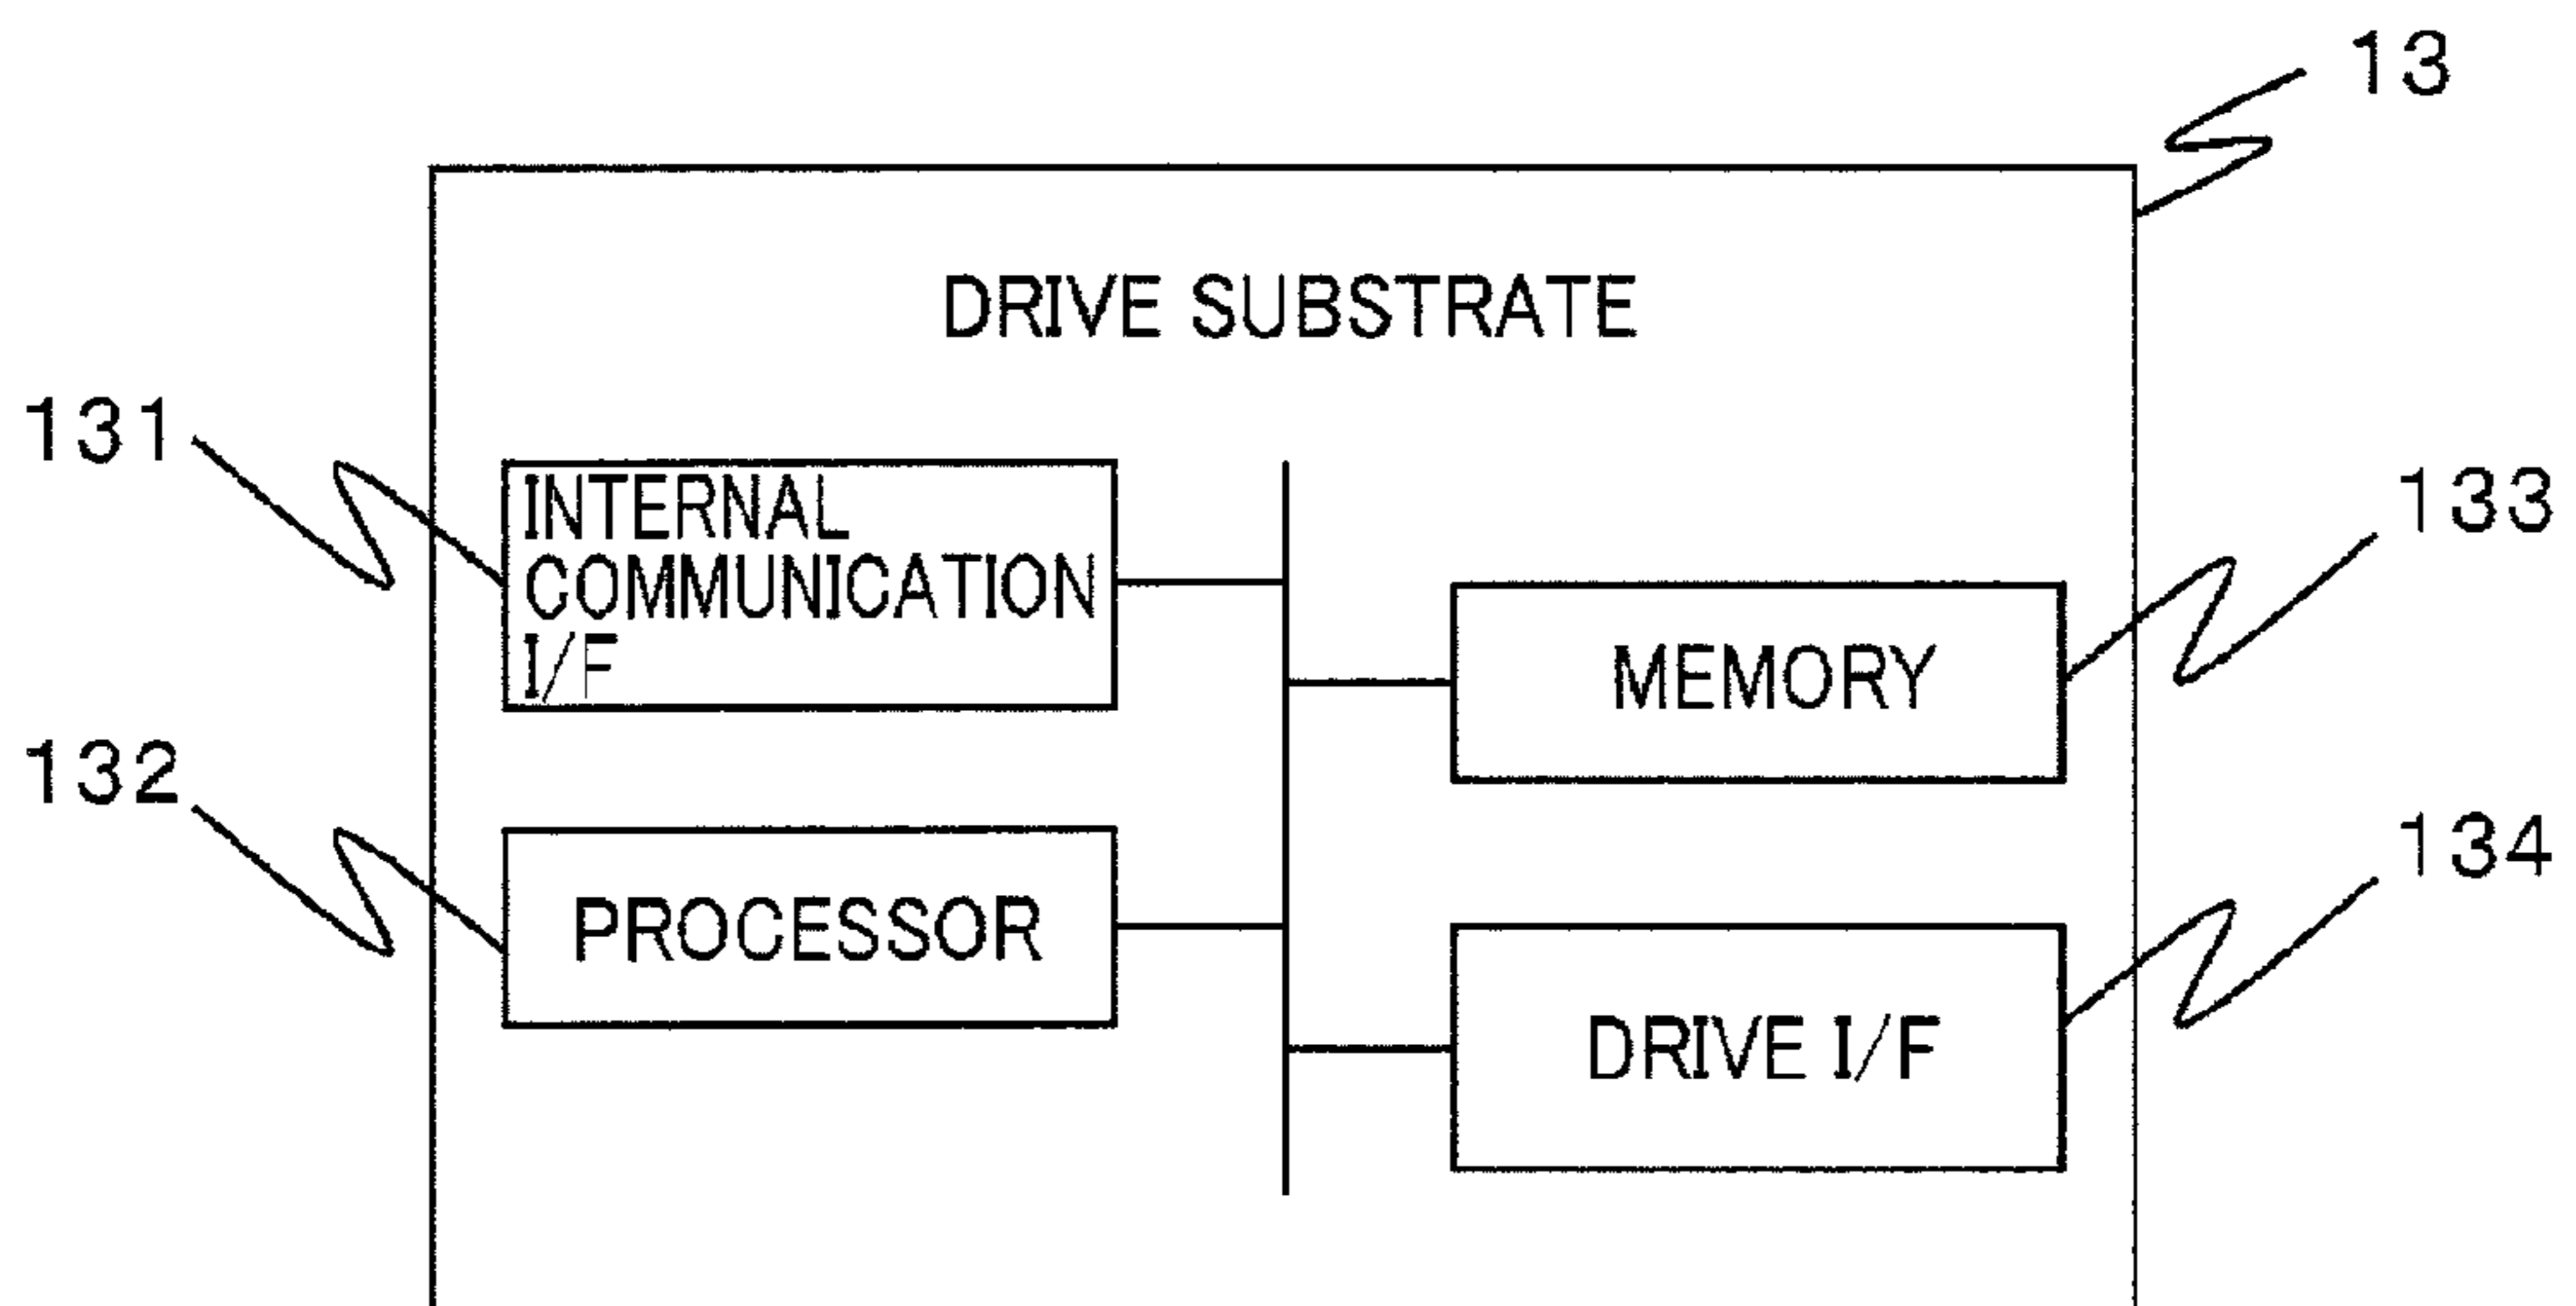 13
DRIVE SUBSTRATE
131
INTERNAL
COMMUNICATION
I/F
133
MEMORY
132
PROCESSOR
134
DRIVE I/F